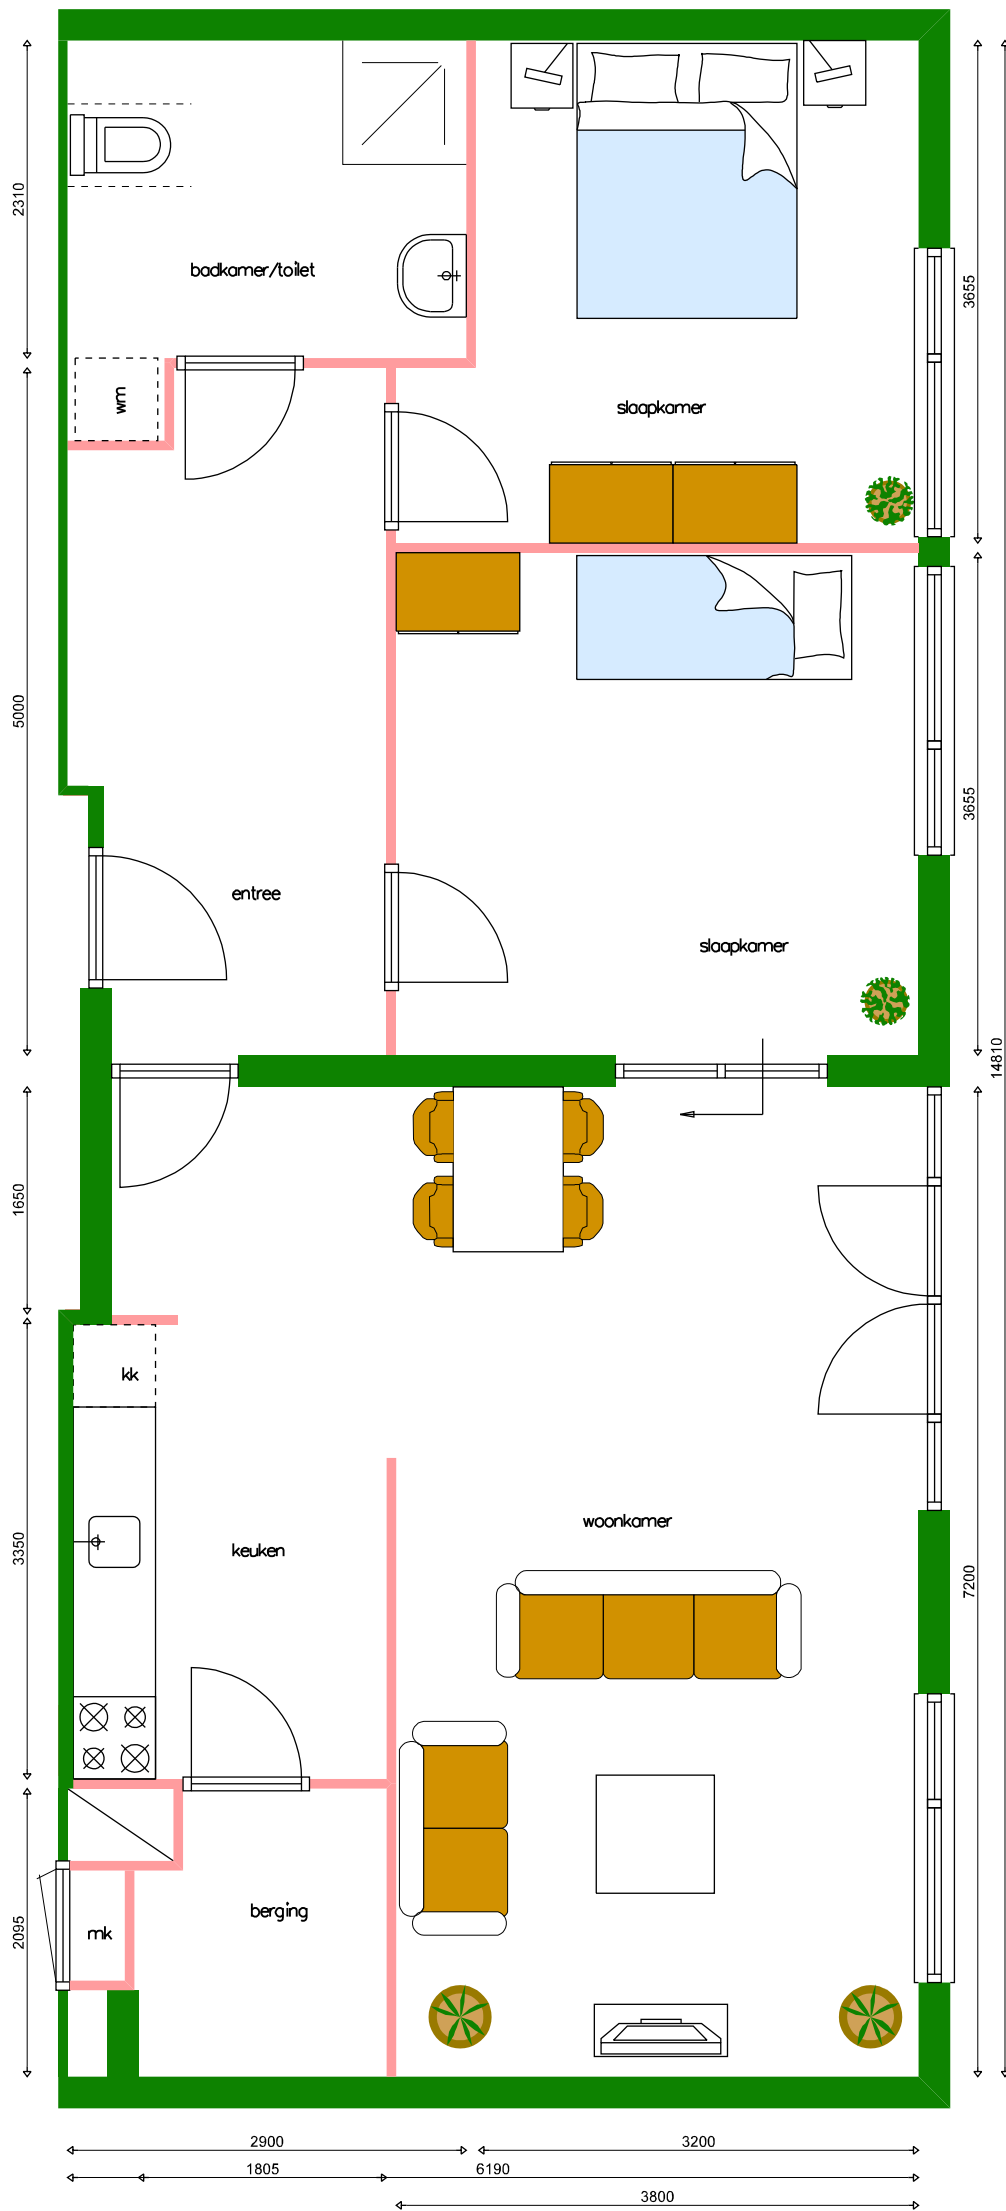 2310
badkamer/toilet
3655
wm
slaapkamer
5000
3655
entree
slaapkamer
14810
1650
kk
3350
keuken
woonkamer
7200
2095
mk
berging
2900
3200
1805
6190
3800